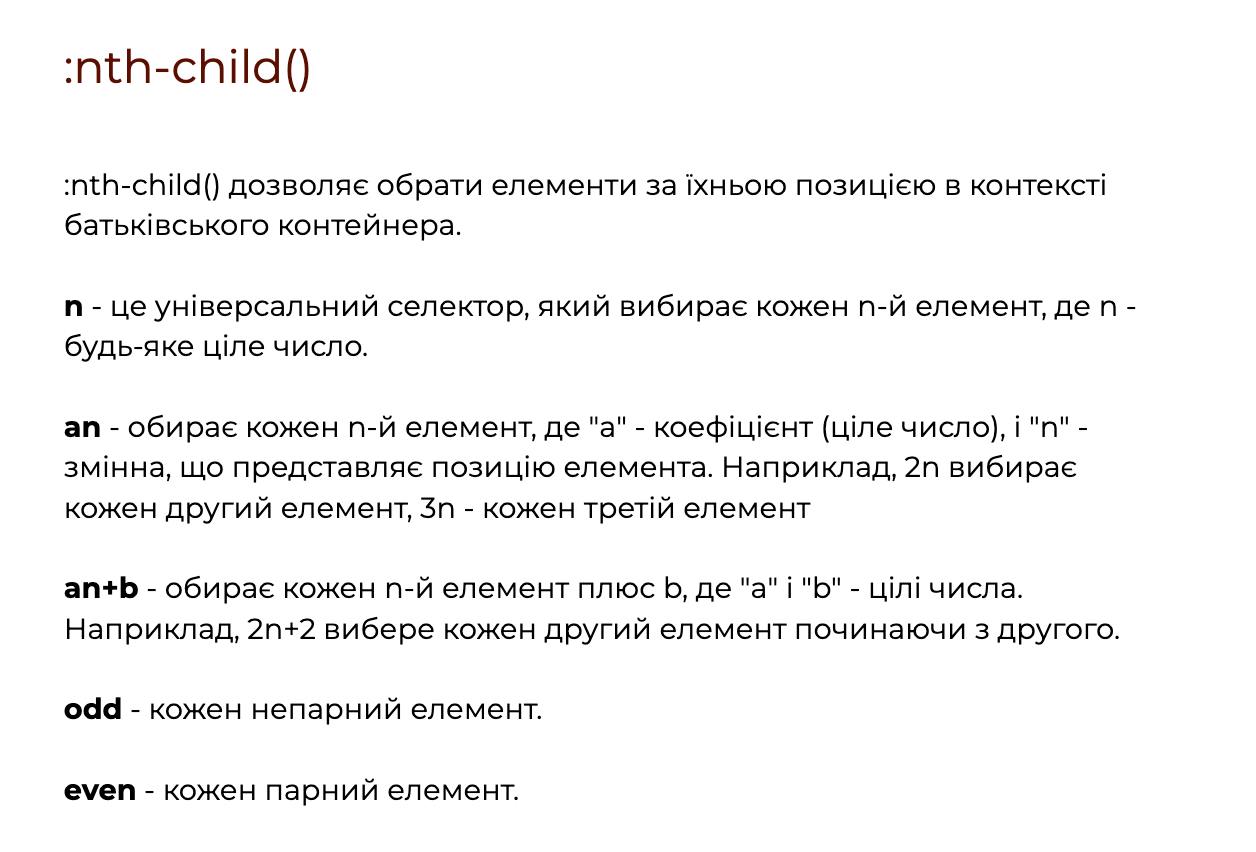 :nth-child()
:nth-child() дозволяє обрати елементи за їхньою позицією в контексті
батьківського контейнера.
n - це універсальний селектор, який вибирає кожен n-й елемент, де n -
будь-яке ціле число.
an - обирає кожен n-й елемент, де "a" - коефіцієнт (ціле число), і "n" -
змінна, що представляє позицію елемента. Наприклад, 2n вибирає
кожен другий елемент, 3n - кожен третій елемент
an+b - обирає кожен n-й елемент плюс b, де "a" і "b" - цілі числа.
Наприклад, 2n+2 вибере кожен другий елемент починаючи з другого.
odd - кожен непарний елемент.
even - кожен парний елемент.